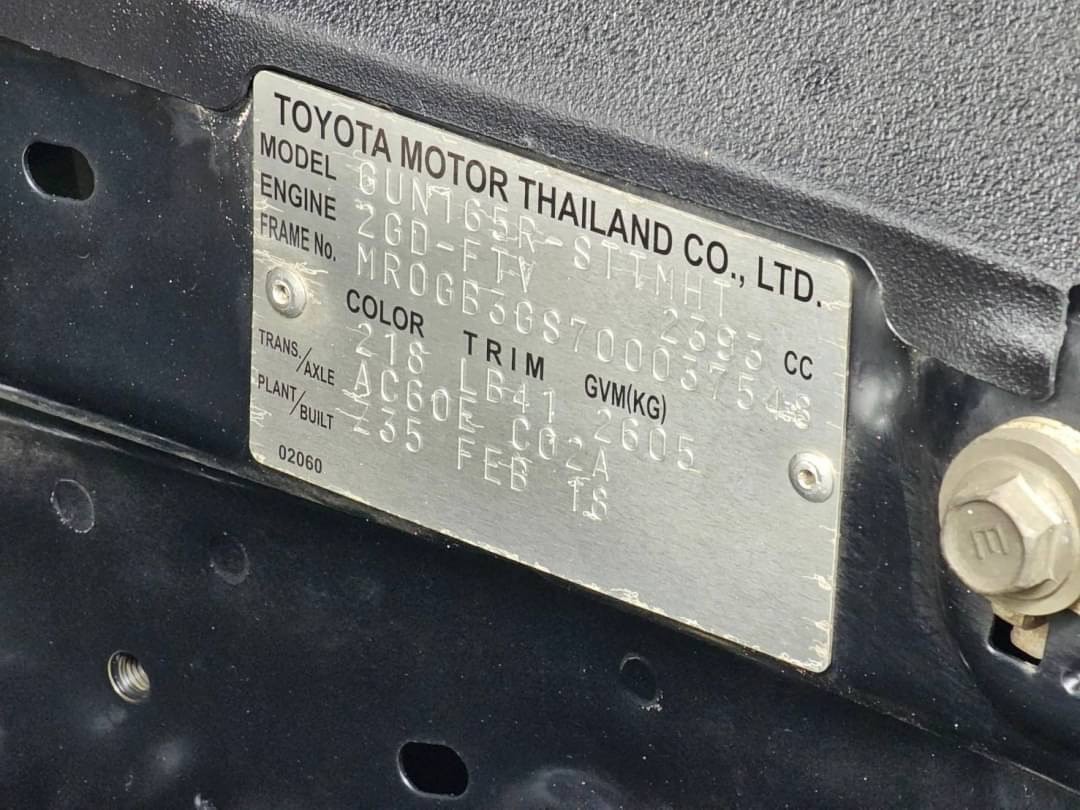 TOYOTA MOTOR THAILAND CO., LTD.
MODEL GUN165R-STTMHT
ENGINE 2GD-FTV 2393 CC
FRAME No. MR0GB3GS700037548
COLOR TRIM GVM(KG)
218 LB41 2605
TRANS./AXLE AC60E C02A
PLANT/BUILT Z35 FEB 18
02060
m